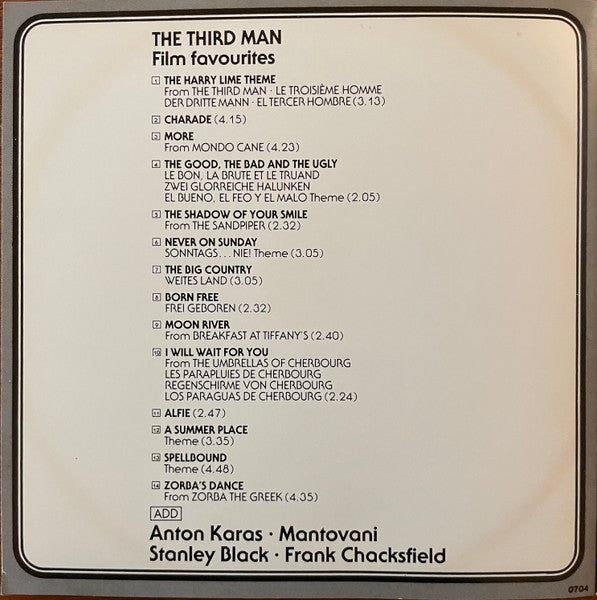 THE THIRD MAN
Film favourites
1 THE HARRY LIME THEME
From THE THIRD MAN · LE TROISIÈME HOMME
DER DRITTE MANN · EL TERCER HOMBRE (3.13)
2 CHARADE (4.15)
3 MORE
From MONDO CANE (4.23)
4 THE GOOD, THE BAD AND THE UGLY
LE BON, LA BRUTE ET LE TRUAND
ZWEI GLORREICHE HALUNKEN
EL BUENO, EL FEO Y EL MALO Theme (2.05)
5 THE SHADOW OF YOUR SMILE
From THE SANDPIPER (2.32)
6 NEVER ON SUNDAY
SONNTAGS...NIE! Theme (3.05)
7 THE BIG COUNTRY
WEITES LAND (3.05)
8 BORN FREE
FREI GEBOREN (2.32)
9 MOON RIVER
From BREAKFAST AT TIFFANY'S (2.40)
10 I WILL WAIT FOR YOU
From THE UMBRELLAS OF CHERBOURG
LES PARAPLUIES DE CHERBOURG
REGENSCHIRME VON CHERBOURG
LOS PARAGUAS DE CHERBOURG (2.24)
11 ALFIE (2.47)
12 A SUMMER PLACE
Theme (3.35)
13 SPELLBOUND
Theme (4.48)
14 ZORBA'S DANCE
From ZORBA THE GREEK (4.35)
ADD
Anton Karas · Mantovani
Stanley Black · Frank Chacksfield
0704